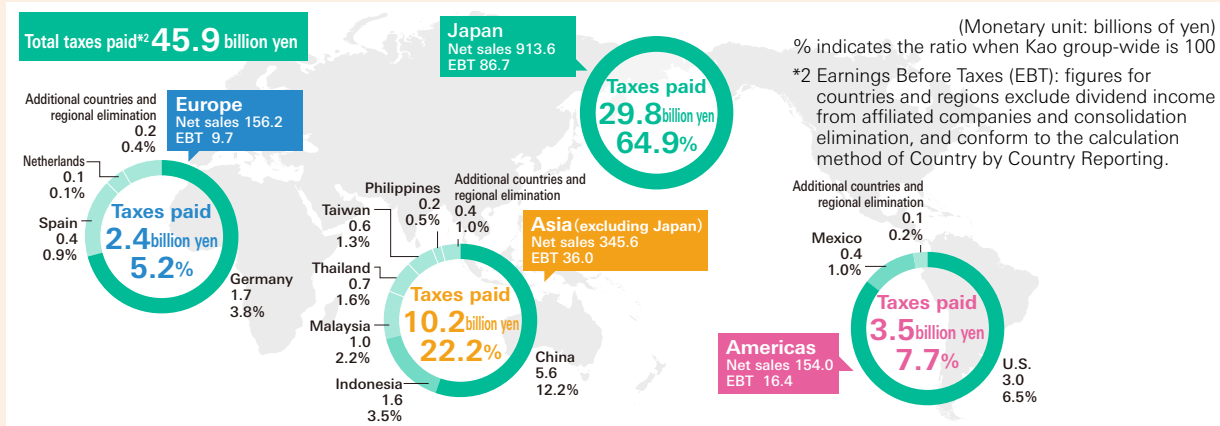 Total taxes paid*2 45.9 billion yen
Japan
Net sales 913.6
EBT 86.7
Taxes paid
29.8 billion yen
64.9%
(Monetary unit: billions of yen)
% indicates the ratio when Kao group-wide is 100
*2 Earnings Before Taxes (EBT): figures for
countries and regions exclude dividend income
from affiliated companies and consolidation
elimination, and conform to the calculation
method of Country by Country Reporting.
Europe
Net sales 156.2
EBT 9.7
Additional countries and
regional elimination
0.2
0.4%
Netherlands
0.1
0.1%
Spain
0.4
0.9%
Taxes paid
2.4 billion yen
5.2%
Germany
1.7
3.8%
Asia (excluding Japan)
Net sales 345.6
EBT 36.0
Additional countries and
regional elimination
0.4
1.0%
Philippines
0.2
0.5%
Taiwan
0.6
1.3%
Thailand
0.7
1.6%
Malaysia
1.0
2.2%
Indonesia
1.6
3.5%
Taxes paid
10.2 billion yen
22.2%
China
5.6
12.2%
Additional countries and
regional elimination
0.1
0.2%
Mexico
0.4
1.0%
Taxes paid
3.5 billion yen
7.7%
Americas
Net sales 154.0
EBT 16.4
U.S.
3.0
6.5%